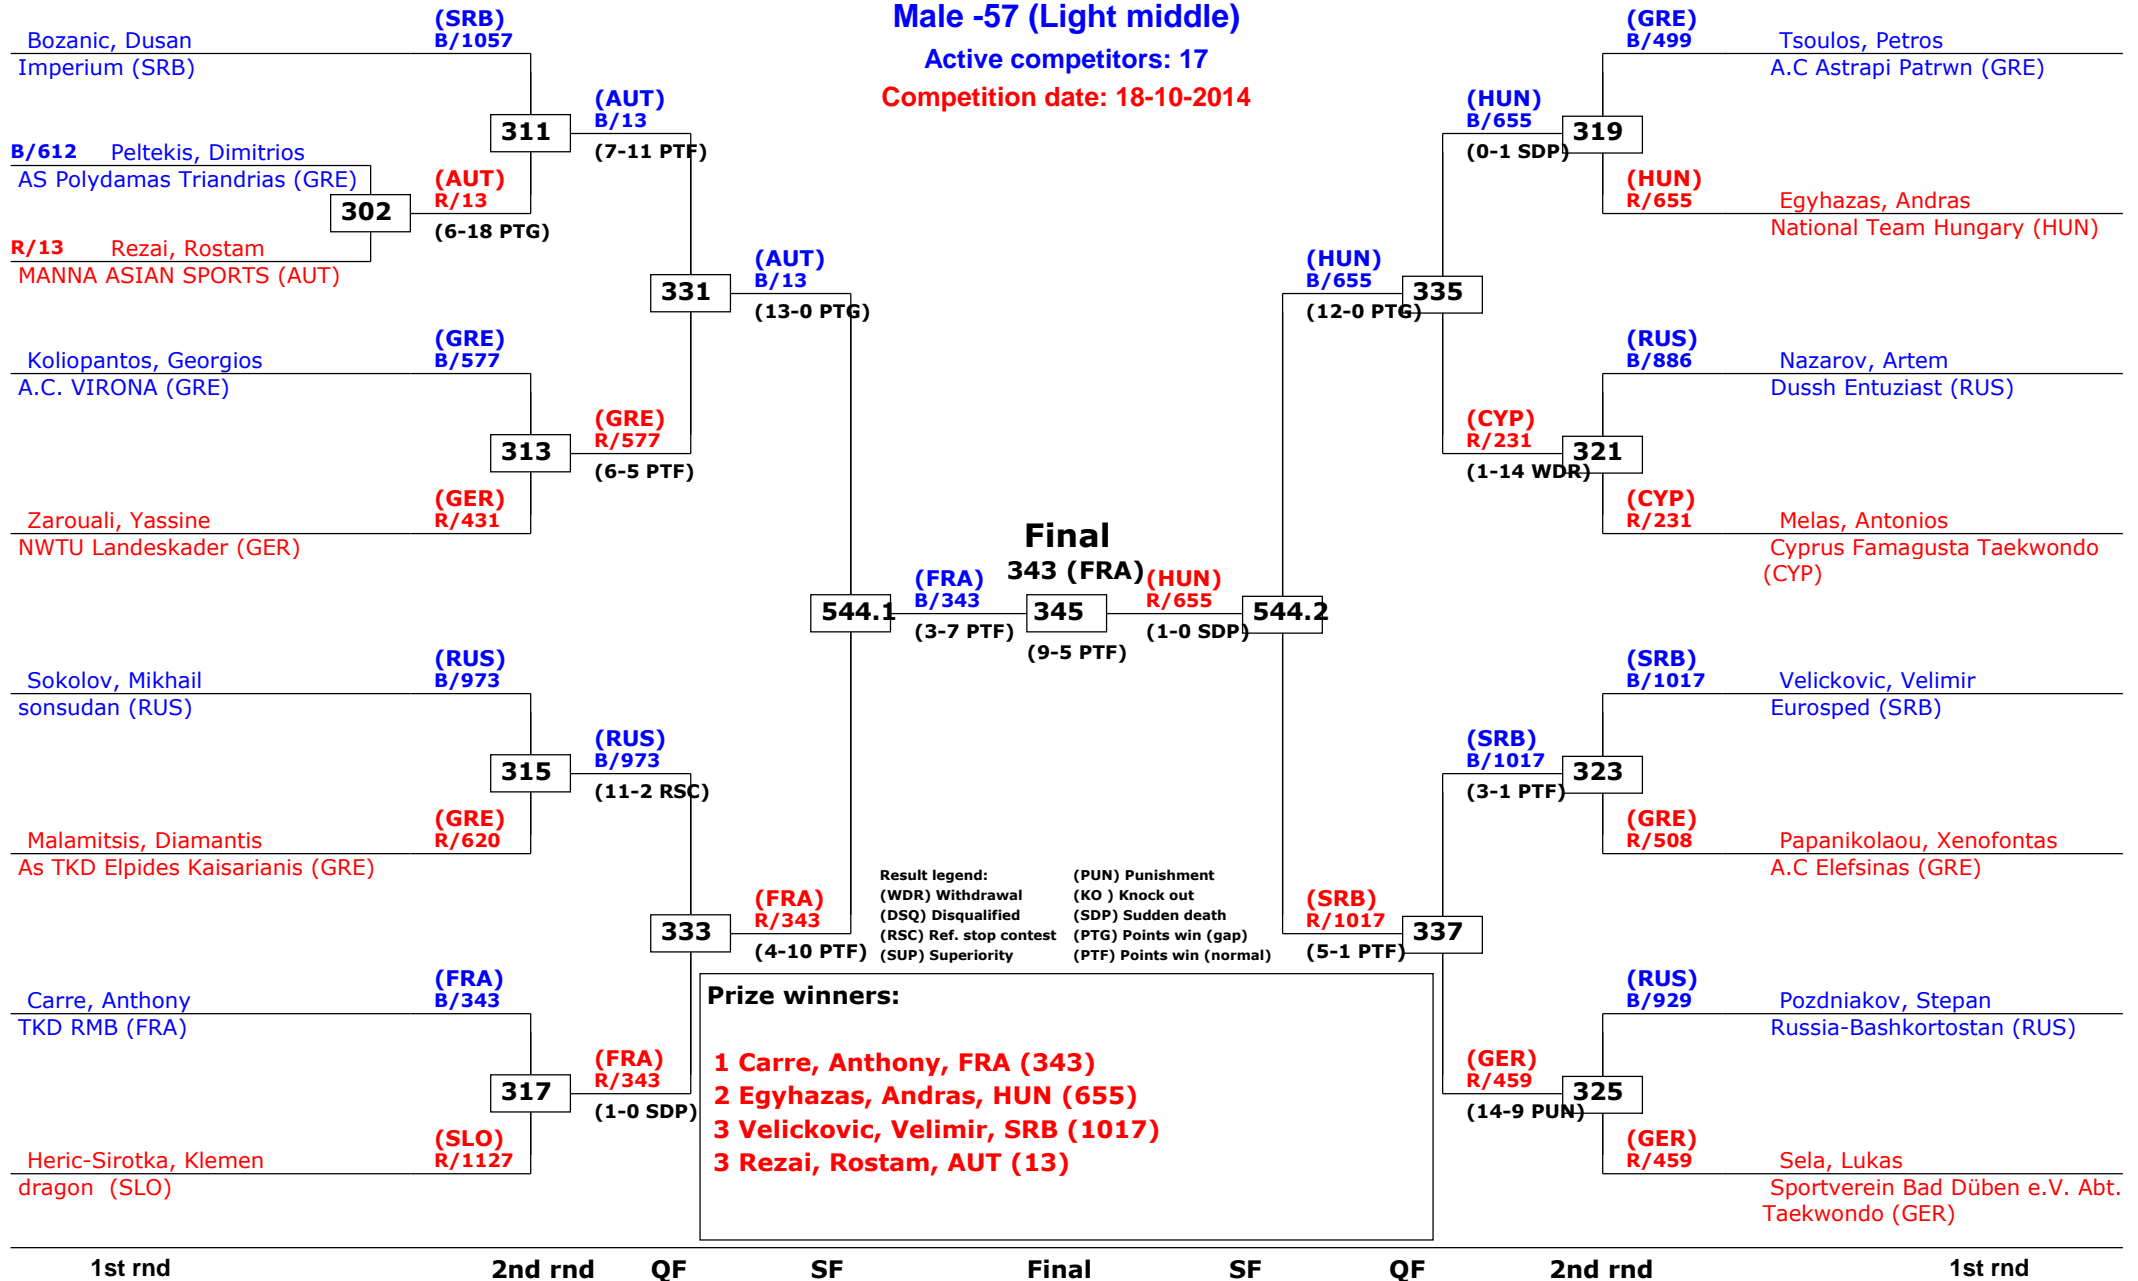 Male -57 (Light middle)
Active competitors: 17
Competition date: 18-10-2014
(SRB)
Bozanic, Dusan B/1057
Imperium (SRB)
B/612 Peltekis, Dimitrios
AS Polydamas Triandrias (GRE)
302
(AUT)
R/13
(6-18 PTG)
R/13 Rezai, Rostam
MANNA ASIAN SPORTS (AUT)
311
(AUT)
B/13
(7-11 PTF)
(GRE)
Koliopantos, Georgios B/577
A.C. VIRONA (GRE)
313
(GRE)
R/577
(6-5 PTF)
(GER)
Zarouali, Yassine R/431
NWTU Landeskader (GER)
331
(AUT)
B/13
(13-0 PTG)
(RUS)
Sokolov, Mikhail B/973
sonsudan (RUS)
315
(RUS)
B/973
(11-2 RSC)
(GRE)
Malamitsis, Diamantis R/620
As TKD Elpides Kaisarianis (GRE)
333
(FRA)
R/343
(4-10 PTF)
(FRA)
Carre, Anthony B/343
TKD RMB (FRA)
317
(FRA)
R/343
(1-0 SDP)
(SLO)
Heric-Sirotka, Klemen R/1127
dragon (SLO)
544.1
(FRA)
B/343
(3-7 PTF)
Final
343 (FRA)
345
(9-5 PTF)
(HUN)
R/655
(1-0 SDP)
544.2
(GRE)
B/499 Tsoulos, Petros
A.C Astrapi Patrwn (GRE)
(HUN)
B/655
(0-1 SDP)
319
(HUN)
R/655 Egyhazas, Andras
National Team Hungary (HUN)
(HUN)
B/655
(12-0 PTG)
335
(RUS)
B/886 Nazarov, Artem
Dussh Entuziast (RUS)
(CYP)
R/231
(1-14 WDR)
321
(CYP)
R/231 Melas, Antonios
Cyprus Famagusta Taekwondo
(CYP)
(SRB)
B/1017 Velickovic, Velimir
Eurosped (SRB)
(SRB)
B/1017
(3-1 PTF)
323
(GRE)
R/508 Papanikolaou, Xenofontas
A.C Elefsinas (GRE)
(SRB)
R/1017
(5-1 PTF)
337
(RUS)
B/929 Pozdniakov, Stepan
Russia-Bashkortostan (RUS)
(GER)
R/459
(14-9 PUN)
325
(GER)
R/459 Sela, Lukas
Sportverein Bad Düben e.V. Abt.
Taekwondo (GER)
Result legend: (PUN) Punishment
(WDR) Withdrawal (KO ) Knock out
(DSQ) Disqualified (SDP) Sudden death
(RSC) Ref. stop contest (PTG) Points win (gap)
(SUP) Superiority (PTF) Points win (normal)
Prize winners:
1 Carre, Anthony, FRA (343)
2 Egyhazas, Andras, HUN (655)
3 Velickovic, Velimir, SRB (1017)
3 Rezai, Rostam, AUT (13)
1st rnd 2nd rnd QF SF Final SF QF 2nd rnd 1st rnd